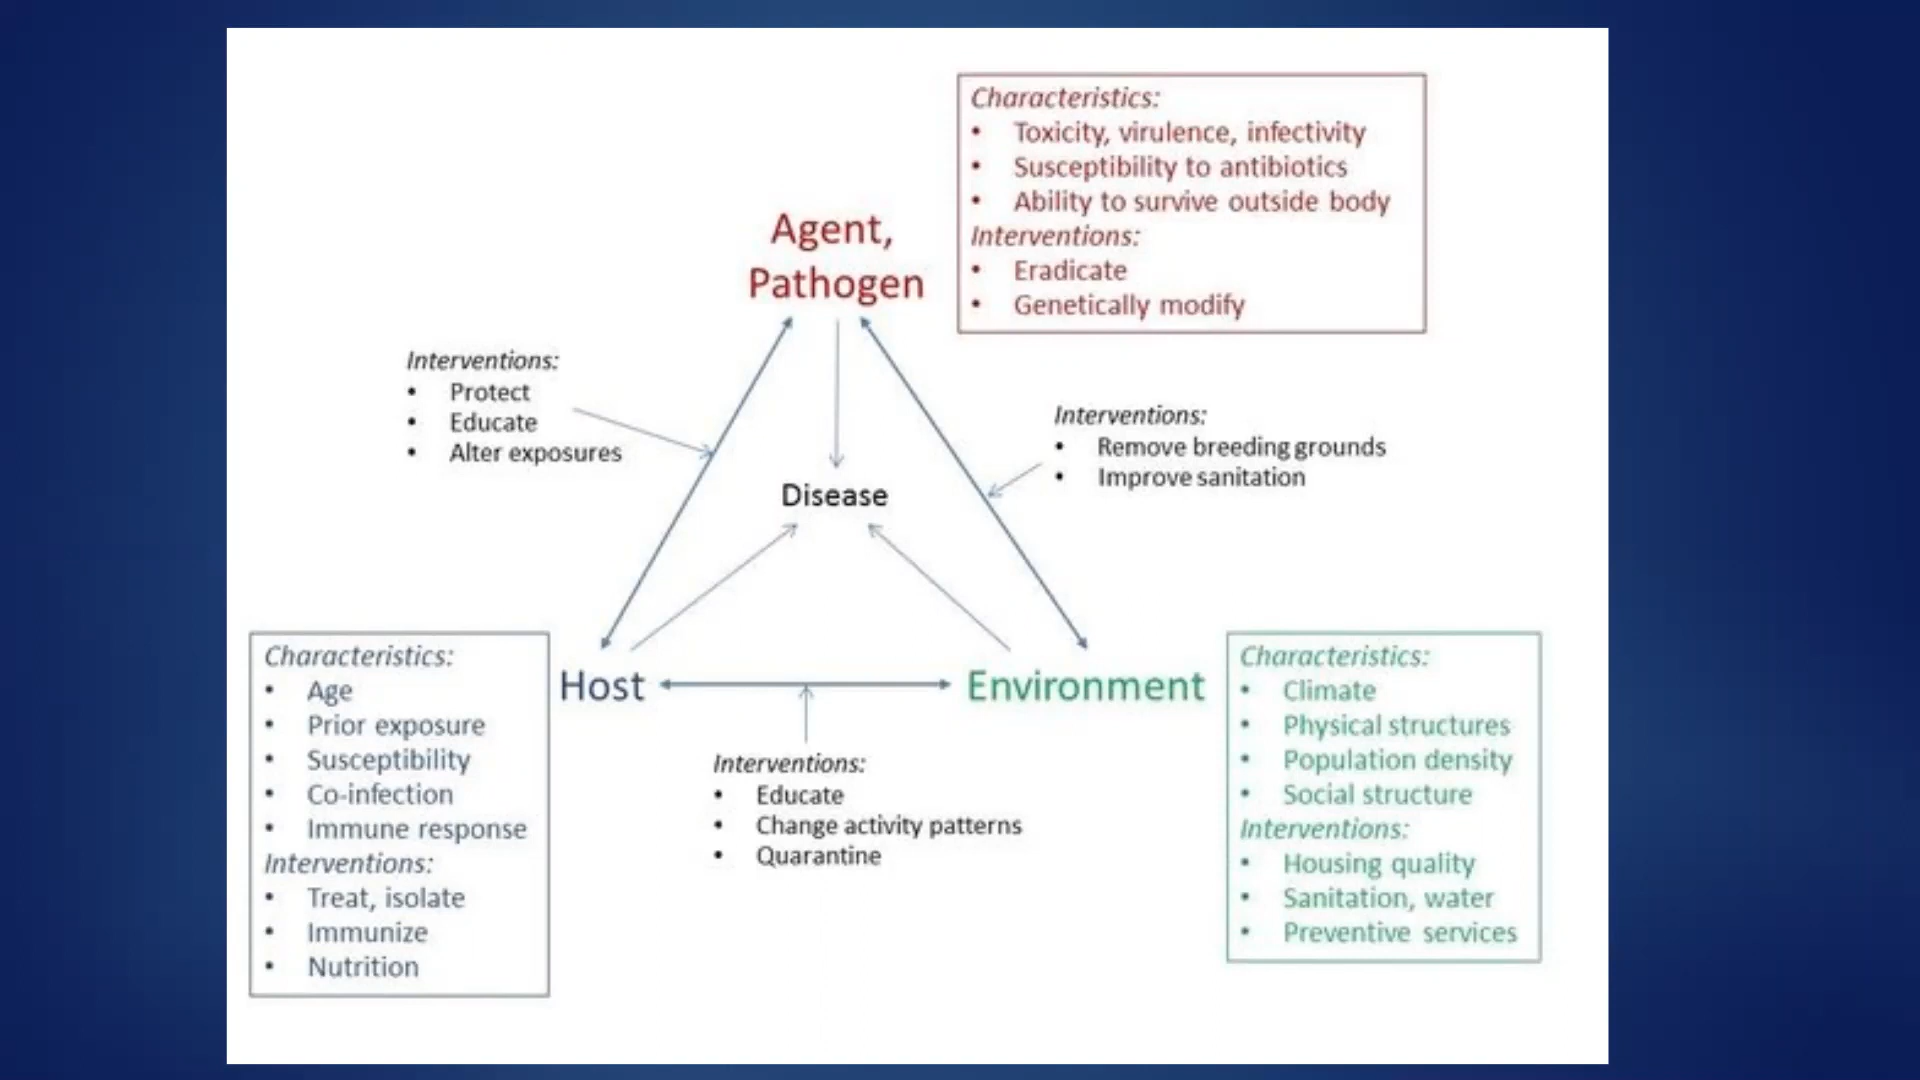 Characteristics:
• Toxicity, virulence, infectivity
• Susceptibility to antibiotics
• Ability to survive outside body
Interventions:
• Eradicate
• Genetically modify
Agent,
Pathogen
Interventions:
• Protect
• Educate
• Alter exposures
Interventions:
• Remove breeding grounds
• Improve sanitation
Disease
Characteristics:
• Age
• Prior exposure
• Susceptibility
• Co-infection
• Immune response
Interventions:
• Treat, isolate
• Immunize
• Nutrition
Host
Environment
Interventions:
• Educate
• Change activity patterns
• Quarantine
Characteristics:
• Climate
• Physical structures
• Population density
• Social structure
Interventions:
• Housing quality
• Sanitation, water
• Preventive services